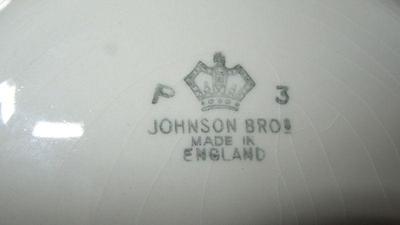 P 3
JOHNSON BROS
MADE IN
ENGLAND